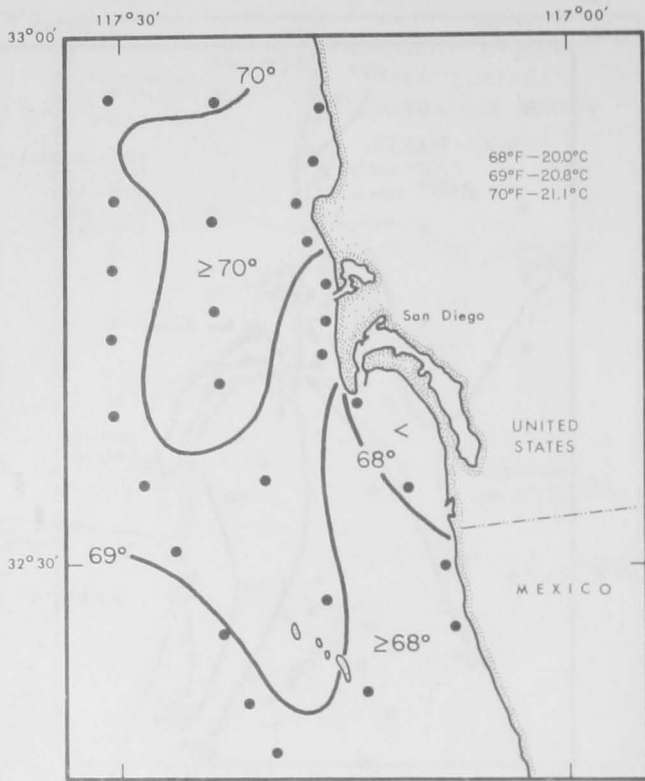 117°30'
117°00'
33°00'
70°
68°F—20.0°C
69°F—20.8°C
70°F—21.1°C
≥70°
San Diego
<
UNITED
STATES
68°
69°
32°30'
MEXICO
≥68°